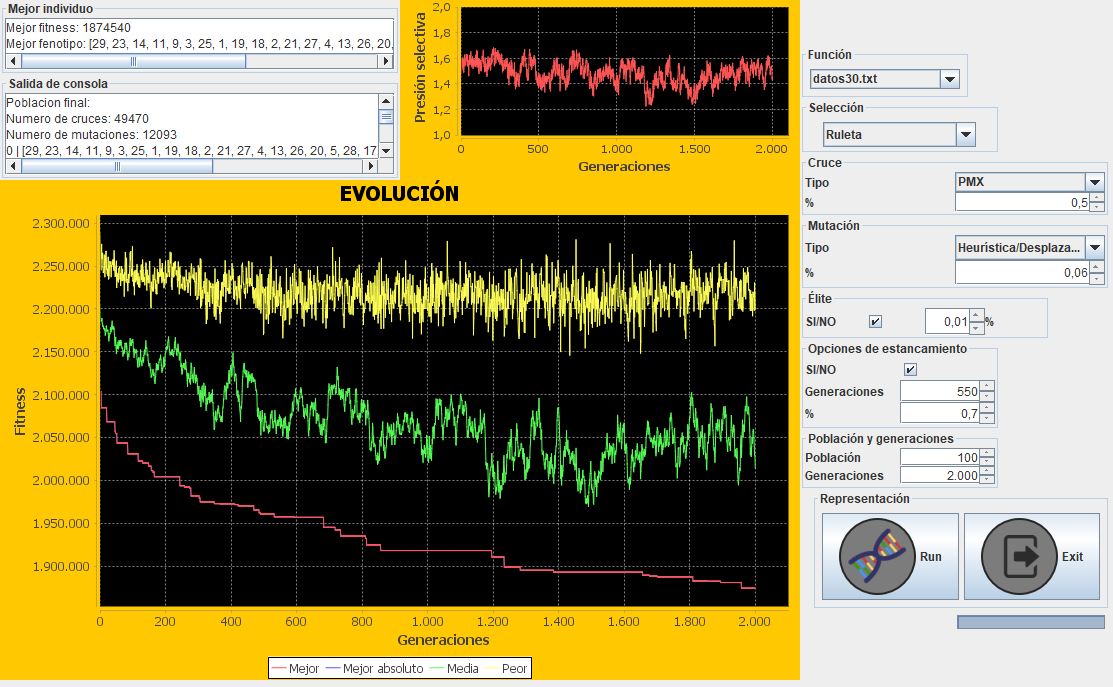 Mejor individuo
Mejor fitness: 1874540
Mejor fenotipo: [29, 23, 14, 11, 9, 3, 25, 1, 19, 18, 2, 21, 27, 4, 13, 26, 20,
Salida de consola
Poblacion final:
Numero de cruces: 49470
Numero de mutaciones: 12093
0 | [29, 23, 14, 11, 9, 3, 25, 1, 19, 18, 2, 21, 27, 4, 13, 26, 20, 5, 28, 17
Presión selectiva
2,0
1,8
1,6
1,4
1,2
1,0
0 500 1.000 1.500 2.000
Generaciones
EVOLUCIÓN
Fitness
2.300.000
2.250.000
2.200.000
2.150.000
2.100.000
2.050.000
2.000.000
1.950.000
1.900.000
0 200 400 600 800 1.000 1.200 1.400 1.600 1.800 2.000
Generaciones
Mejor Mejor absoluto Media Peor
Función
datos30.txt
Selección
Ruleta
Cruce
Tipo PMX
% 0,5
Mutación
Tipo Heurística/Desplaza...
% 0,06
Élite
SI/NO 0,01 %
Opciones de estancamiento
SI/NO
Generaciones 550
% 0,7
Población y generaciones
Población 100
Generaciones 2.000
Representación
Run Exit